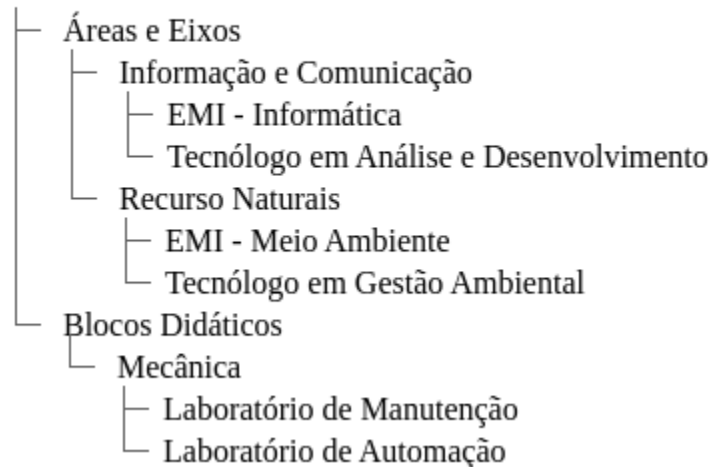 Áreas e Eixos
Informação e Comunicação
EMI - Informática
Tecnólogo em Análise e Desenvolvimento
Recurso Naturais
EMI - Meio Ambiente
Tecnólogo em Gestão Ambiental
Blocos Didáticos
Mecânica
Laboratório de Manutenção
Laboratório de Automação